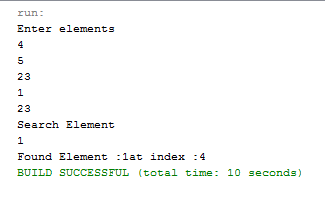 run:
Enter elements
4
5
23
1
23
Search Element
1
Found Element :1at index :4
BUILD SUCCESSFUL (total time: 10 seconds)